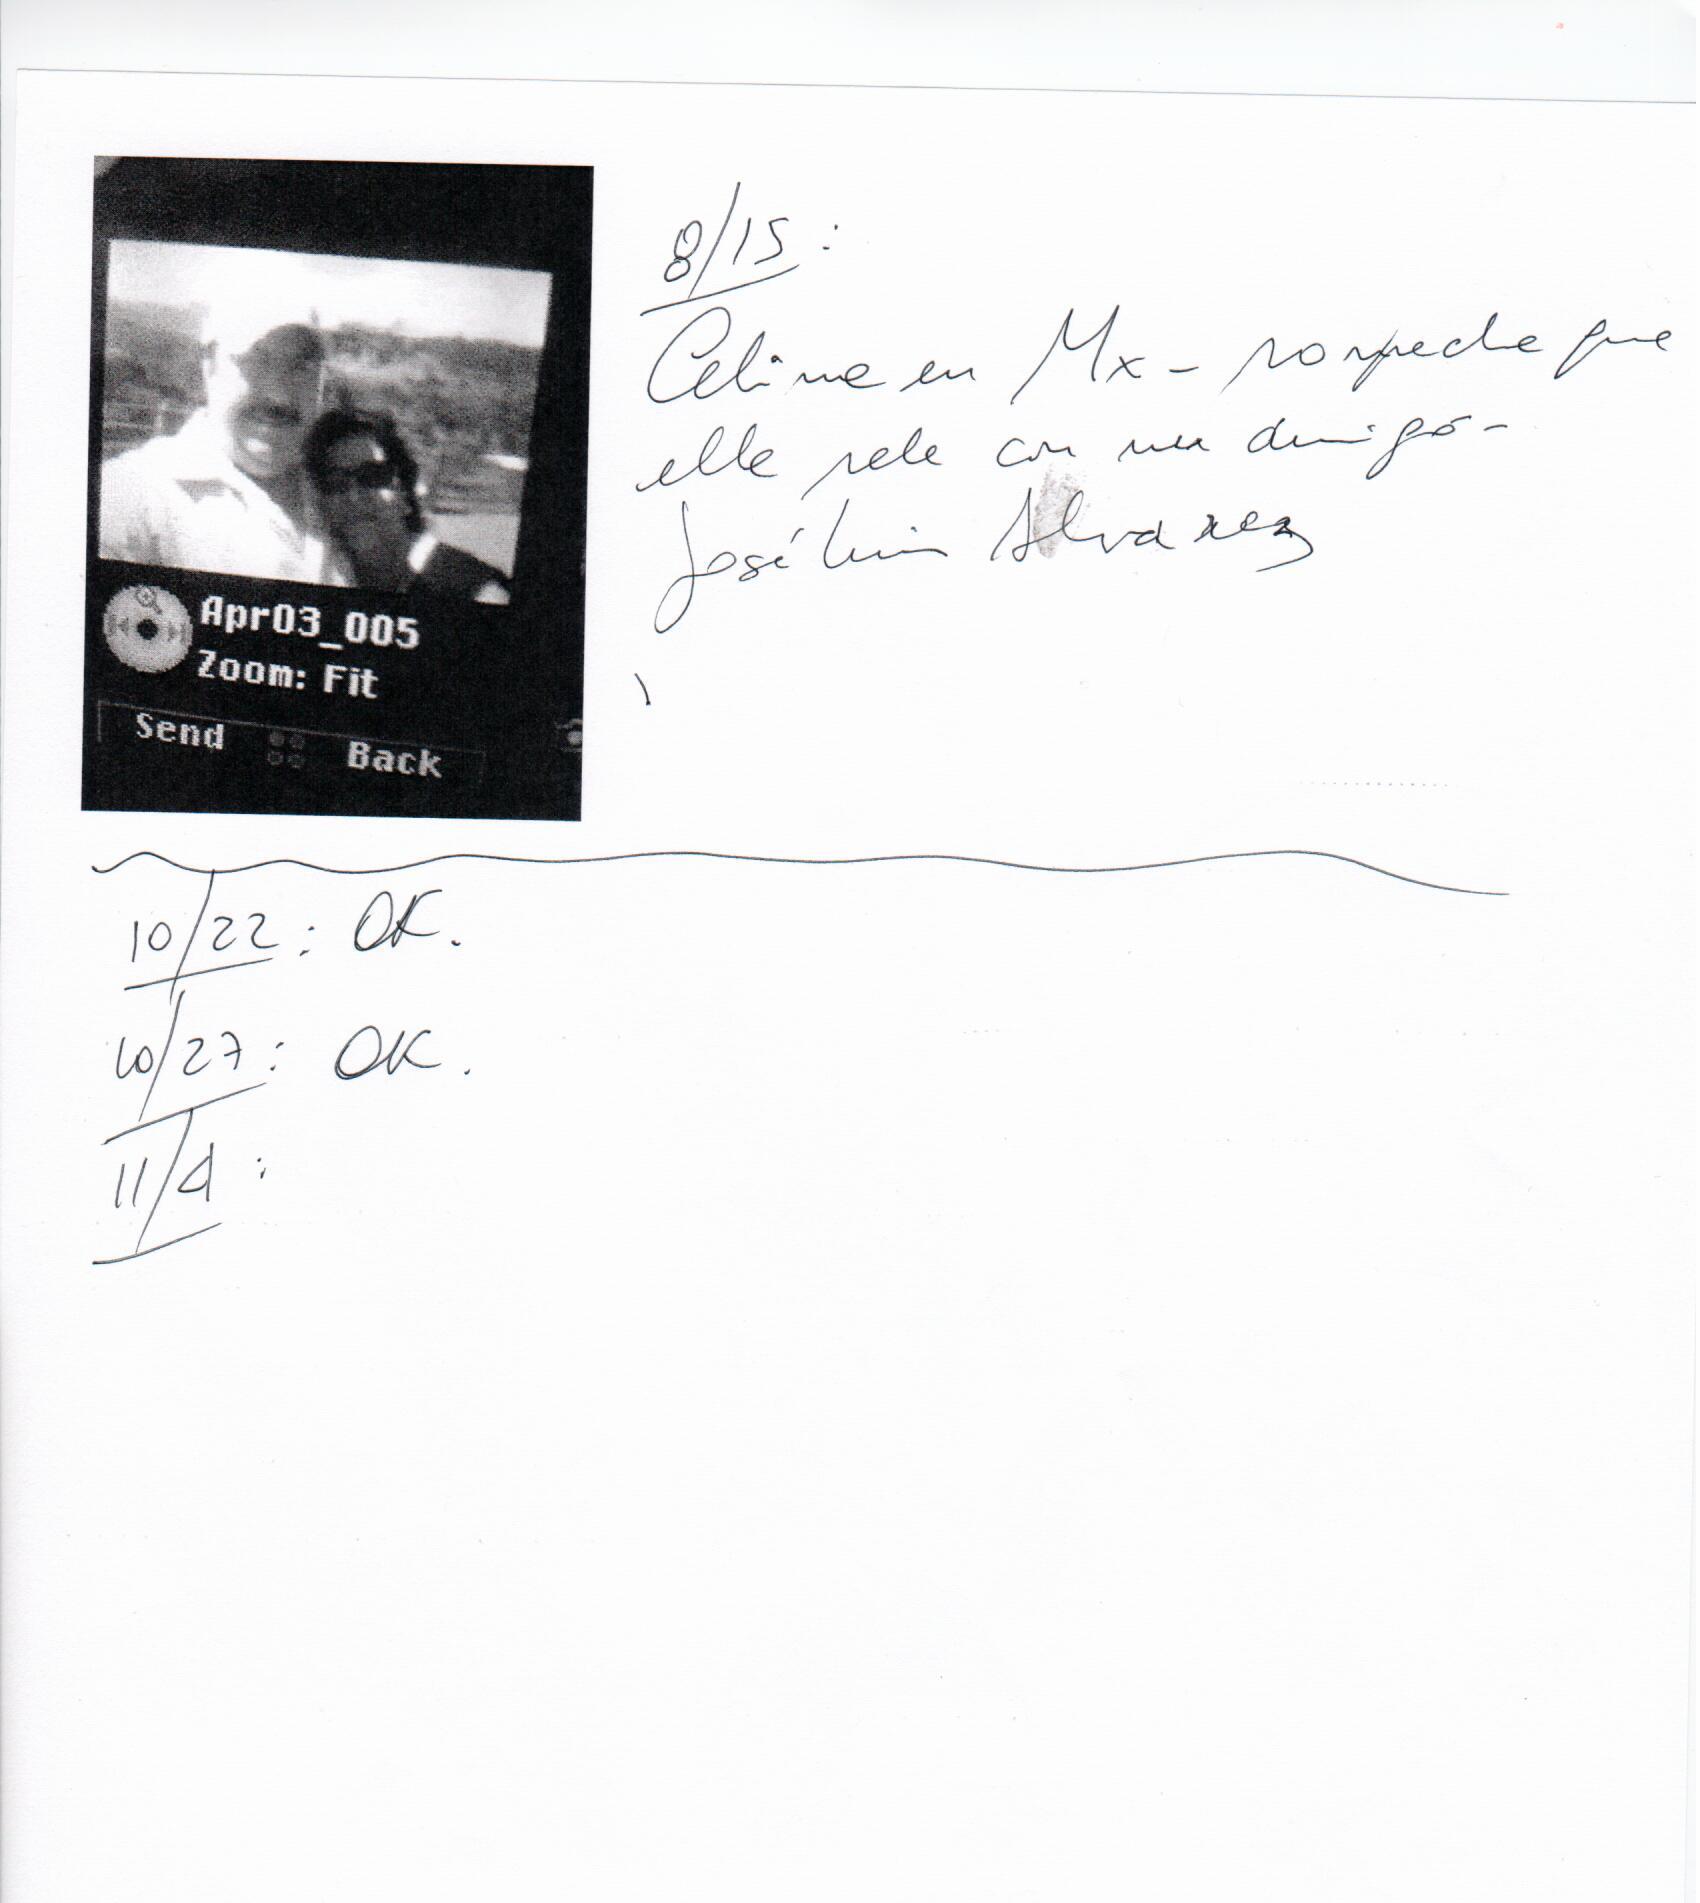 Apr03_005
Zoom: Fit
Send Back
8/15:
en Mx - sospecha que
ella sale con un amigo -
José Luis Alvarez
10/22: OK.
10/27: OK.
11/4: